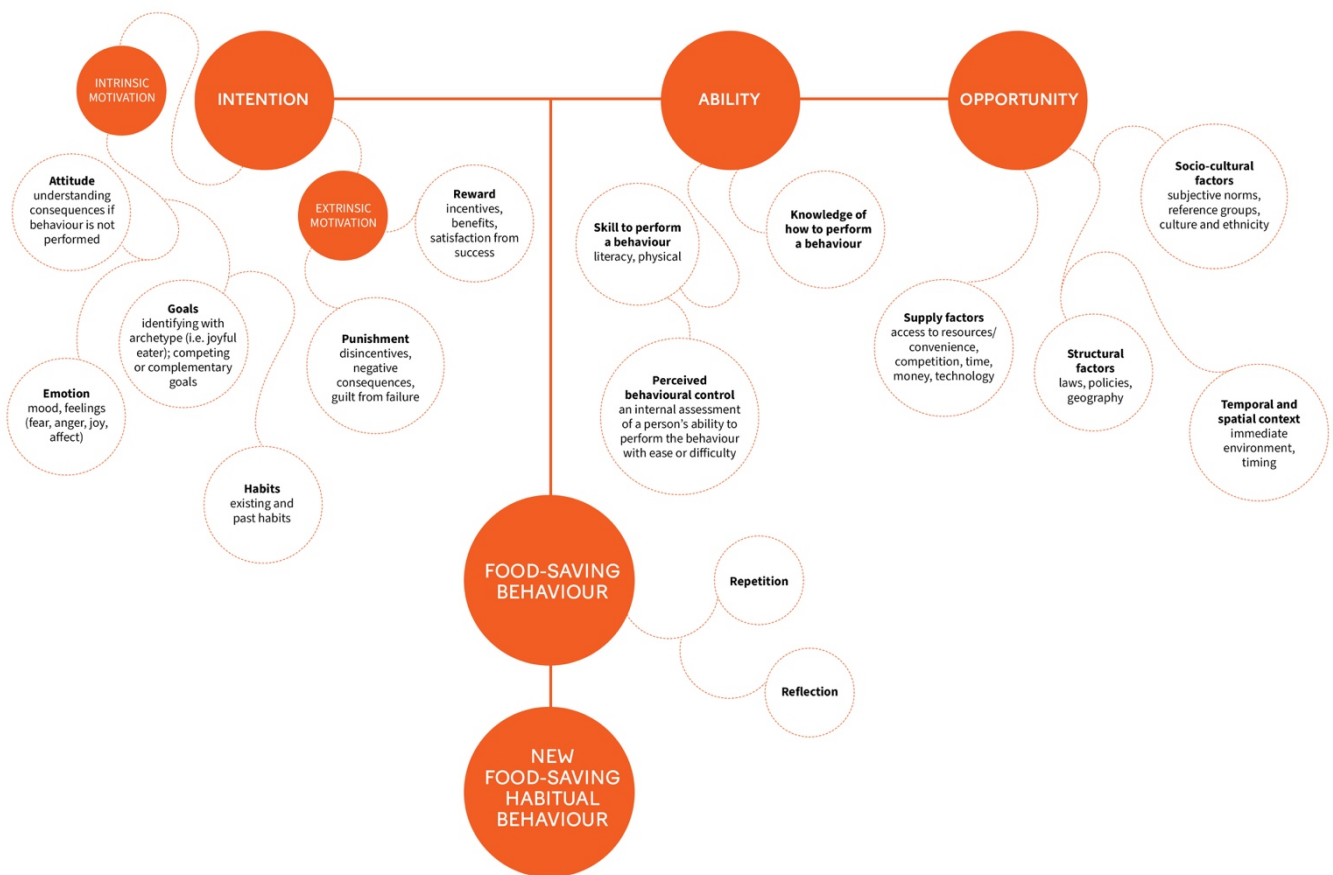 INTRINSIC
MOTIVATION
INTENTION
ABILITY
OPPORTUNITY
Attitude
understanding
consequences if
behaviour is not
performed
EXTRINSIC
MOTIVATION
Reward
incentives,
benefits,
satisfaction from
success
Goals
identifying with
archetype (i.e. joyful
eater); competing
or complementary
goals
Punishment
disincentives,
negative
consequences,
guilt from failure
Emotion
mood, feelings
(fear, anger, joy,
affect)
Habits
existing and
past habits
Skill to perform
a behaviour
literacy, physical
Knowledge of
how to perform
a behaviour
Perceived
behavioural control
an internal assessment
of a person’s ability to
perform the behaviour
with ease or difficulty
Socio-cultural
factors
subjective norms,
reference groups,
culture and ethnicity
Supply factors
access to resources/
convenience,
competition, time,
money, technology
Structural
factors
laws, policies,
geography
Temporal and
spatial context
immediate
environment,
timing
FOOD-SAVING
BEHAVIOUR
Repetition
Reflection
NEW
FOOD-SAVING
HABITUAL
BEHAVIOUR